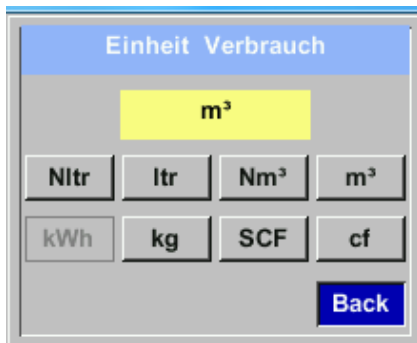 Einheit Verbrauch
m³
Nltr ltr Nm³ m³
kWh kg SCF cf
Back